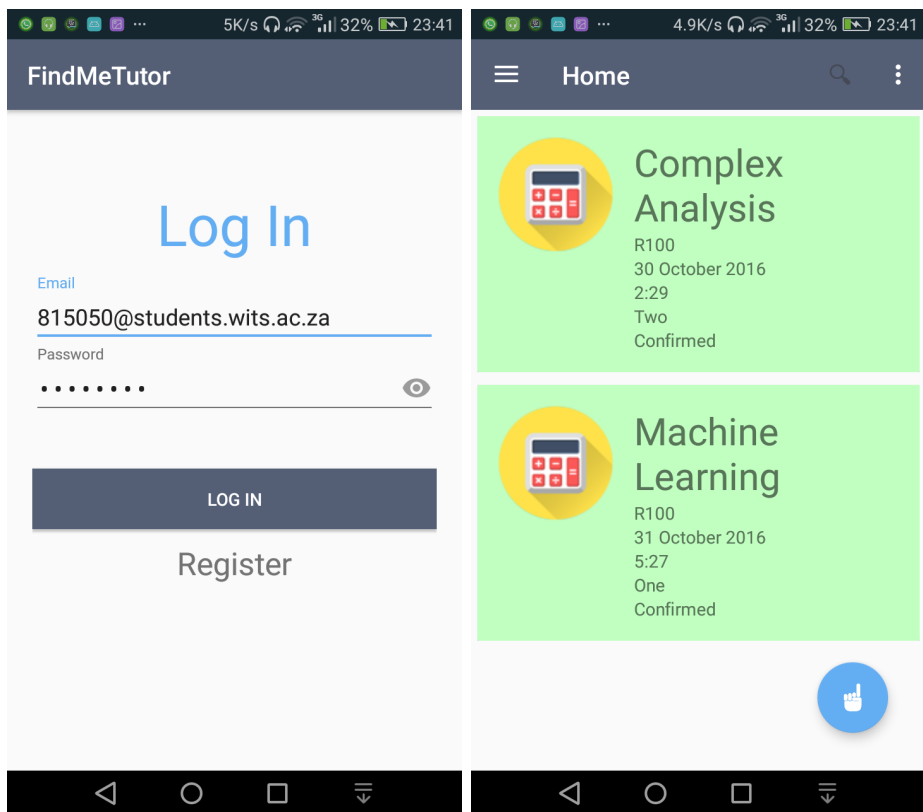 5K/s 3G 32% 23:41
FindMeTutor
Log In
Email
815050@students.wits.ac.za
Password
LOG IN
Register
4.9K/s 3G 32% 23:41
Home
Complex
Analysis
R100
30 October 2016
2:29
Two
Confirmed
Machine
Learning
R100
31 October 2016
5:27
One
Confirmed